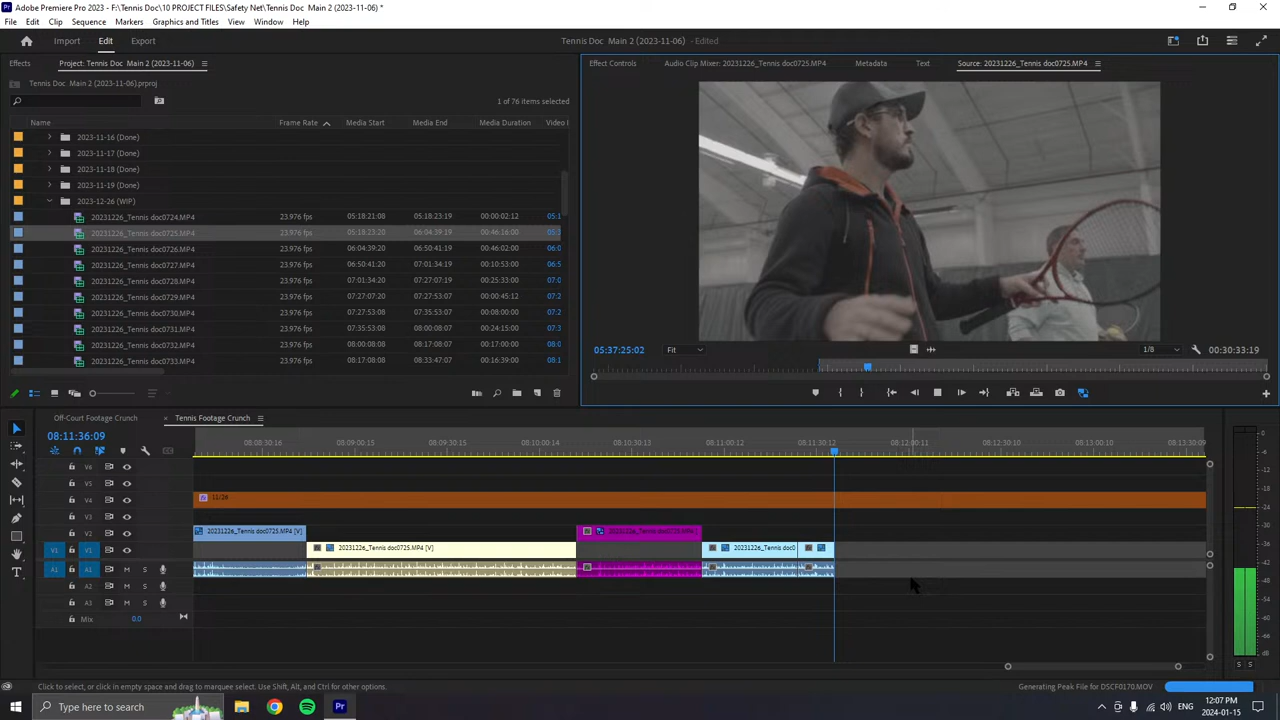 Adobe Premiere Pro 2023 - F:\Tennis Doc\10 PROJECT FILES\Safety Net\Tennis Doc  Main 2 (2023-11-06) *
File Edit Clip Sequence Markers Graphics and Titles View Window Help
Import Edit Export Tennis Doc  Main 2 (2023-11-06) - Edited
Effects Project: Tennis Doc  Main 2 (2023-11-06) Effect Controls Audio Clip Mixer: 20231226_Tennis doc0725.MP4 Metadata Text Source: 20231226_Tennis doc0725.MP4
Tennis Doc  Main 2 (2023-11-06).prproj
1 of 76 items selected
Name Frame Rate Media Start Media End Media Duration Video I
2023-11-16 (Done)
2023-11-17 (Done)
2023-11-18 (Done)
2023-11-19 (Done)
2023-12-26 (WIP)
20231226_Tennis doc0724.MP4 23.976 fps 05:18:21:08 05:18:23:19 00:00:02:12 05:1
20231226_Tennis doc0725.MP4 23.976 fps 05:18:23:20 06:04:39:19 00:46:16:00 05:3
20231226_Tennis doc0726.MP4 23.976 fps 06:04:39:20 06:50:41:19 00:46:02:00 06:0
20231226_Tennis doc0727.MP4 23.976 fps 06:50:41:20 07:01:34:19 00:10:53:00 06:5
20231226_Tennis doc0728.MP4 23.976 fps 07:01:34:20 07:27:07:19 00:25:33:00 07:0
20231226_Tennis doc0729.MP4 23.976 fps 07:27:07:20 07:27:53:07 00:00:45:12 07:2
20231226_Tennis doc0730.MP4 23.976 fps 07:27:53:08 07:35:53:07 00:08:00:00 07:2
20231226_Tennis doc0731.MP4 23.976 fps 07:35:53:08 08:00:08:07 00:24:15:00 07:3
20231226_Tennis doc0732.MP4 23.976 fps 08:00:08:08 08:17:08:07 00:17:00:00 08:0
20231226_Tennis doc0733.MP4 23.976 fps 08:17:08:08 08:33:47:07 00:16:39:00 08:1
05:37:25:02 Fit 1/8 00:30:33:19
Off-Court Footage Crunch Tennis Footage Crunch
08:11:36:09
08:08:30:16 08:09:00:15 08:09:30:15 08:10:00:14 08:10:30:13 08:11:00:12 08:11:30:12 08:12:00:11 08:12:30:10 08:13:00:10 08:13:30:09
V6
V5
V4 11/26
V3
V2 20231226_Tennis doc0725.MP4 [V]
V1 V1 20231226_Tennis doc0725.MP4 [V] 20231226_Tennis doc0
A1 A1 M S
A2 M S
A3 M S
Mix 0.0
0
-6
-12
-18
-24
-30
-36
-42
-48
-54
dB
S S
Click to select, or click in empty space and drag to marquee select. Use Shift, Alt, and Ctrl for other options. Generating Peak File for DSCF0170.MOV
Type here to search ENG 12:07 PM
2024-01-15